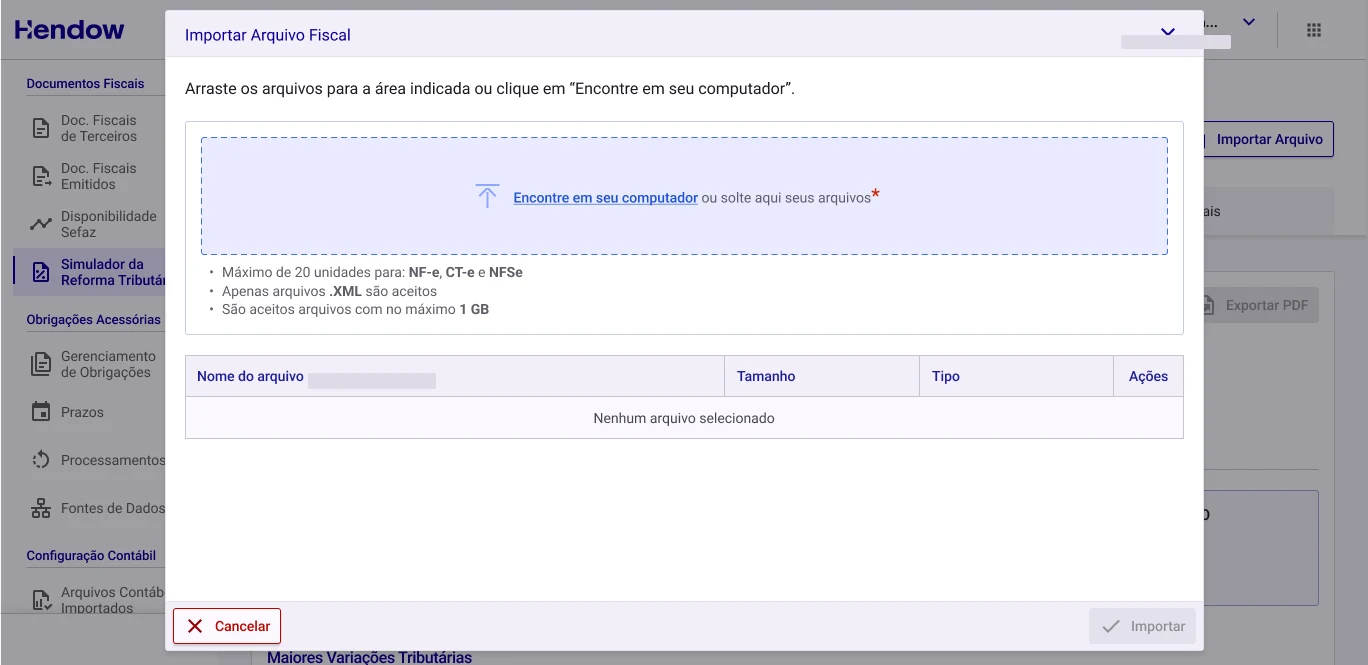 Hendow
Importar Arquivo Fiscal
...
Documentos Fiscais
Arraste os arquivos para a área indicada ou clique em “Encontre em seu computador”.
Doc. Fiscais
de Terceiros
Importar Arquivo
Doc. Fiscais
Emitidos
Encontre em seu computador ou solte aqui seus arquivos*
Disponibilidade
Sefaz
ais
Simulador da
Reforma Tributár
• Máximo de 20 unidades para: NF-e, CT-e e NFSe
• Apenas arquivos .XML são aceitos
• São aceitos arquivos com no máximo 1 GB
Exportar PDF
Obrigações Acessórias
Gerenciamento
de Obrigações
Nome do arquivo Tamanho Tipo Ações
Nenhum arquivo selecionado
Prazos
Processamentos
Fontes de Dados
Configuração Contábil
Arquivos Contáb
Importados
Cancelar
Importar
Maiores Variações Tributárias